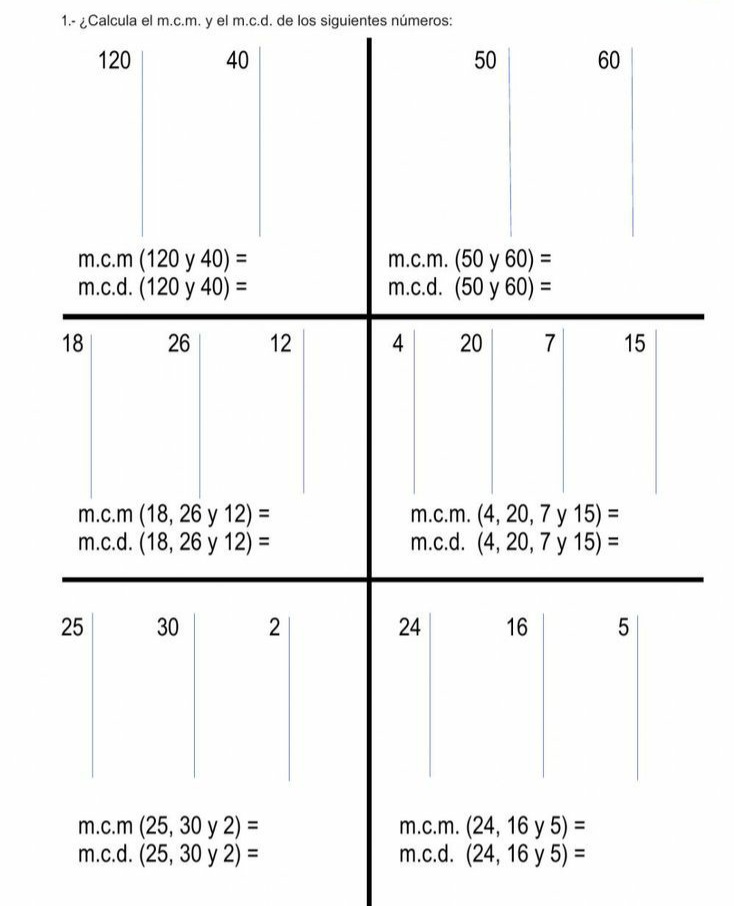 1.- ¿Calcula el m.c.m. y el m.c.d. de los siguientes números:
120 40
m.c.m (120 y 40) =
m.c.d. (120 y 40) =
50 60
m.c.m. (50 y 60) =
m.c.d. (50 y 60) =
18 26 12
m.c.m (18, 26 y 12) =
m.c.d. (18, 26 y 12) =
4 20 7 15
m.c.m. (4, 20, 7 y 15) =
m.c.d. (4, 20, 7 y 15) =
25 30 2
m.c.m (25, 30 y 2) =
m.c.d. (25, 30 y 2) =
24 16 5
m.c.m. (24, 16 y 5) =
m.c.d. (24, 16 y 5) =